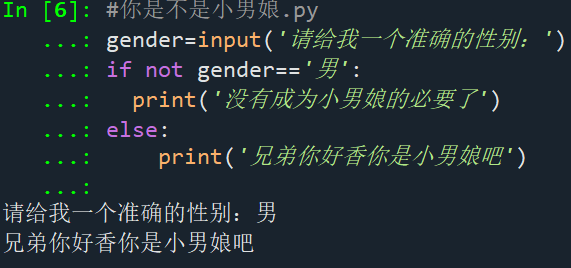 In [6]: #你是不是小男娘.py
...: gender=input('请给我一个准确的性别：')
...: if not gender=='男':
...:   print('没有成为小男娘的必要了')
...: else:
...:     print('兄弟你好香你是小男娘吧')
...:
请给我一个准确的性别：男
兄弟你好香你是小男娘吧